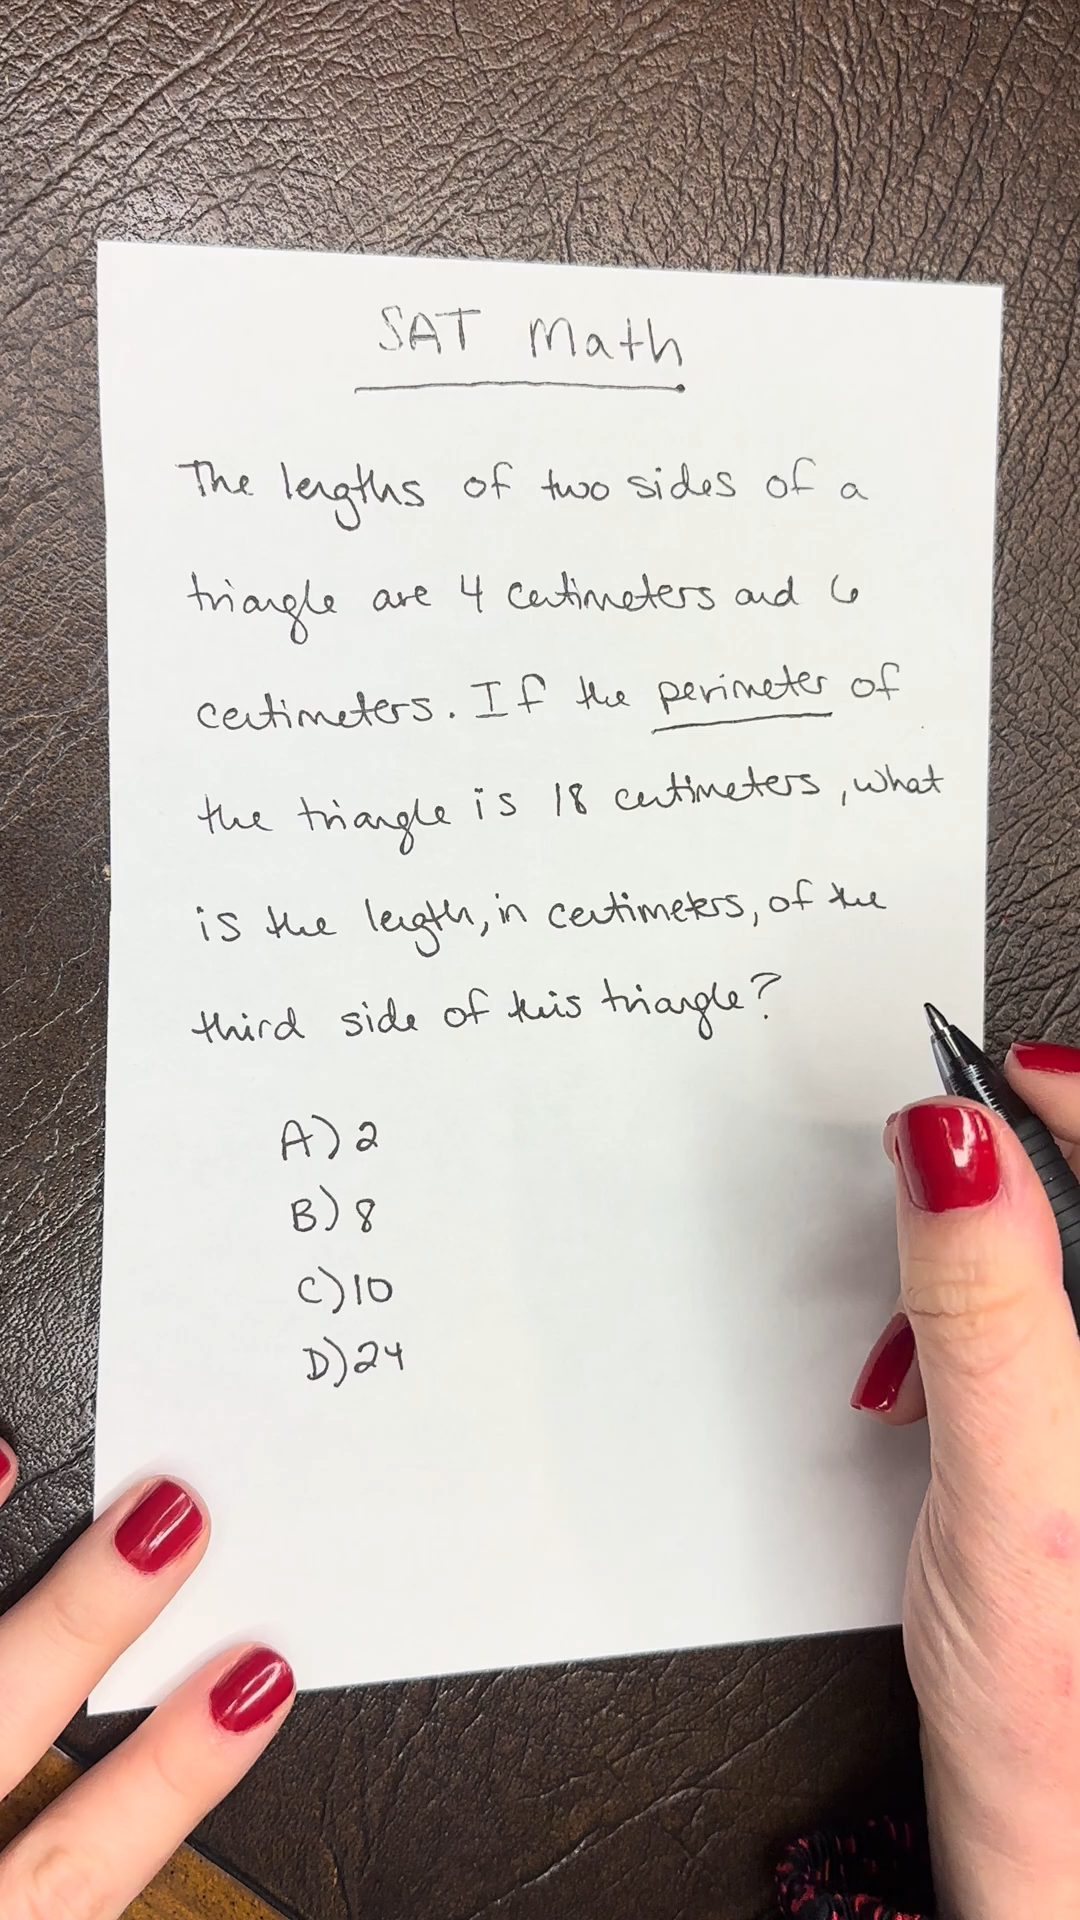 SAT Math
The lengths of two sides of a
triangle are 4 centimeters and 6
centimeters. If the perimeter of
the triangle is 18 centimeters, what
is the length, in centimeters, of the
third side of this triangle?
A) 2
B) 8
C) 10
D) 24